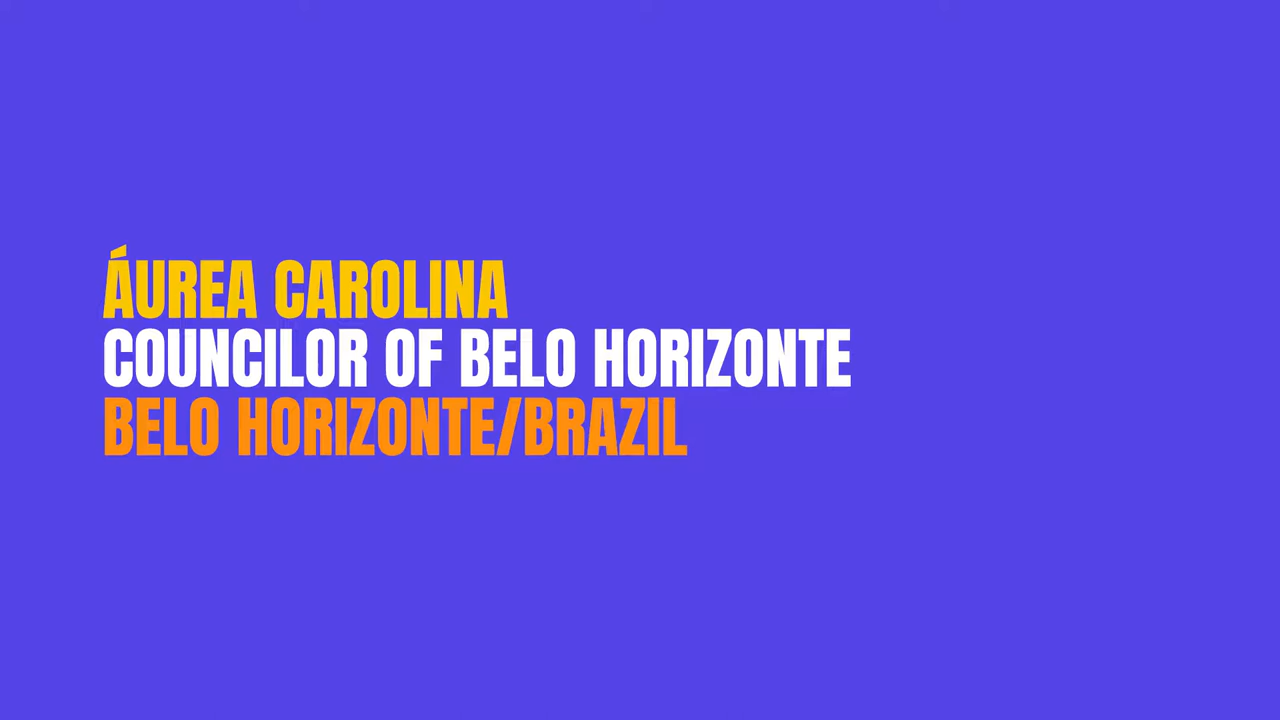 ÁUREA CAROLINA
COUNCILOR OF BELO HORIZONTE
BELO HORIZONTE/BRAZIL